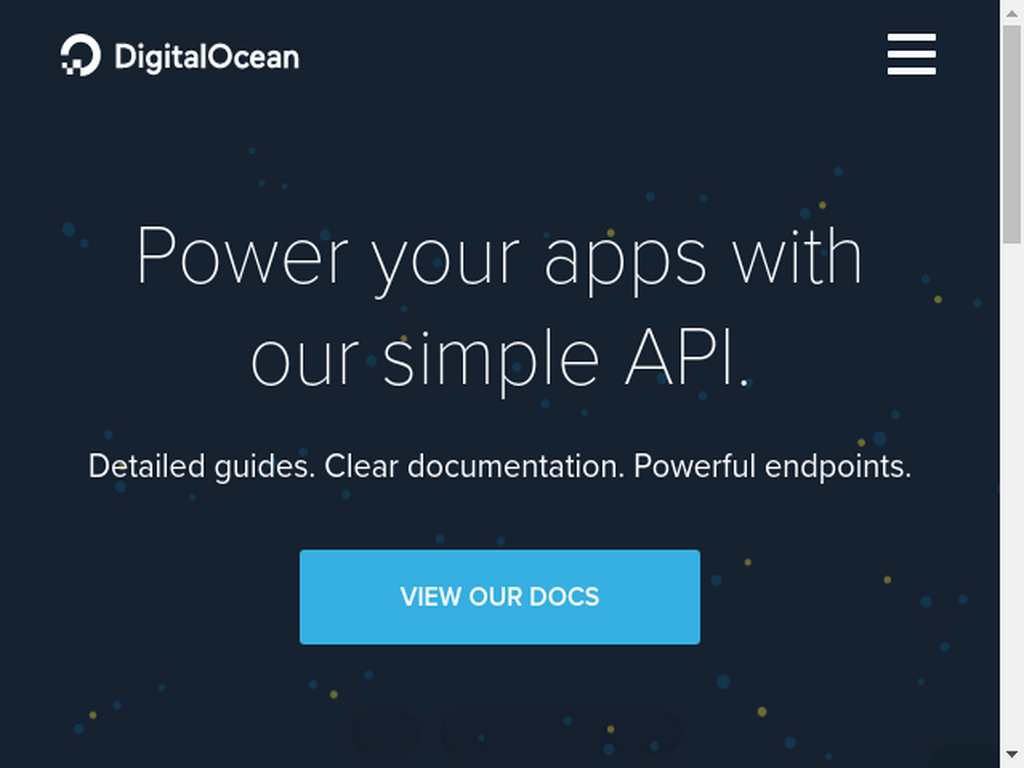 DigitalOcean
Power your apps with
our simple API.
Detailed guides. Clear documentation. Powerful endpoints.
VIEW OUR DOCS